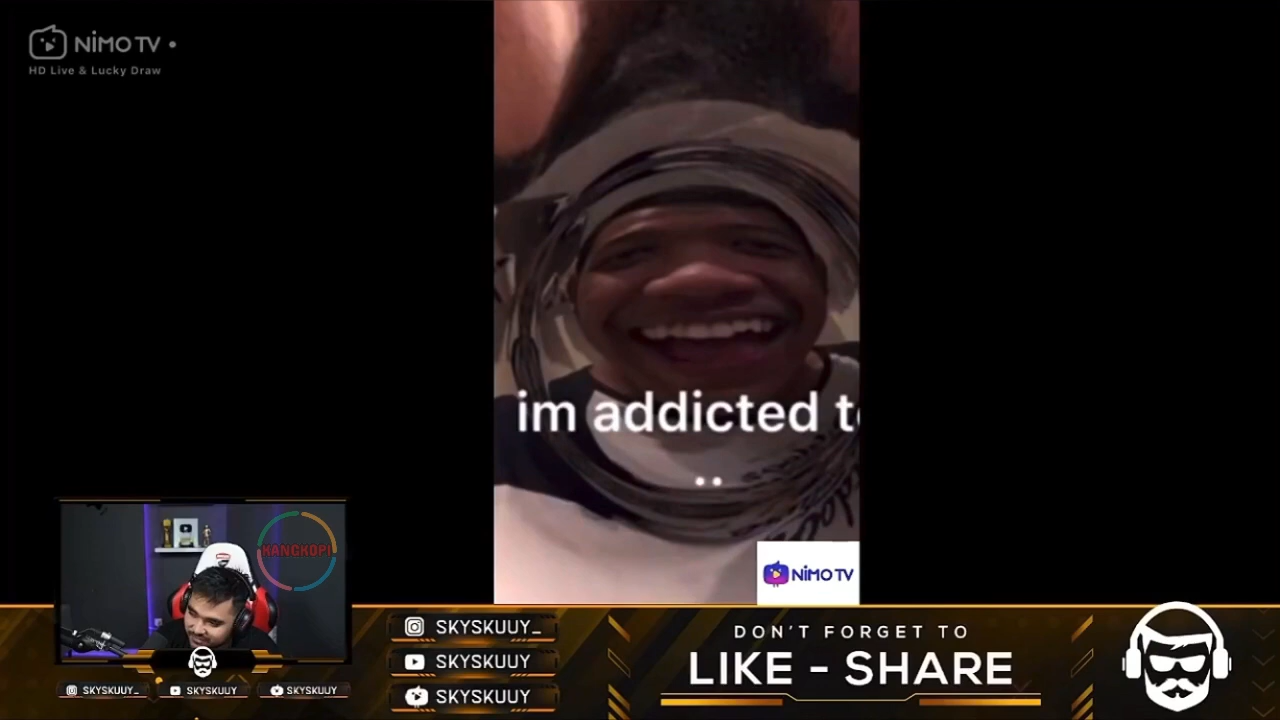 NIMO TV
HD Live & Lucky Draw
im addicted t
..
NIMO TV
KANGKOPI
SKYSKUUY_
SKYSKUUY
SKYSKUUY
SKYSKUUY_
SKYSKUUY
SKYSKUUY
DON'T FORGET TO
LIKE - SHARE